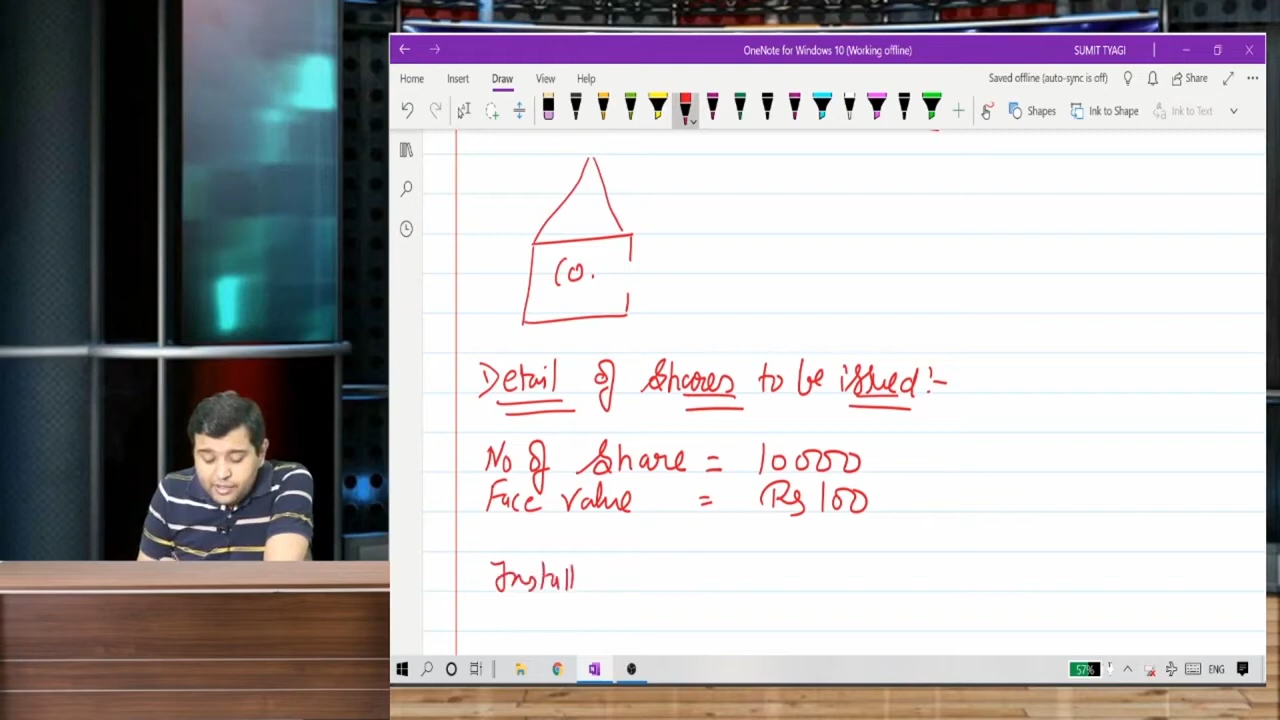 OneNote for Windows 10 (Working offline) SUMIT TYAGI
Home Insert Draw View Help Saved offline (auto-sync is off) Share
Shapes Ink to Shape Ink to Text
Co.
Detail of Shares to be issued:-
No of Share = 10000
Face value = Rs 100
Install
57% ENG